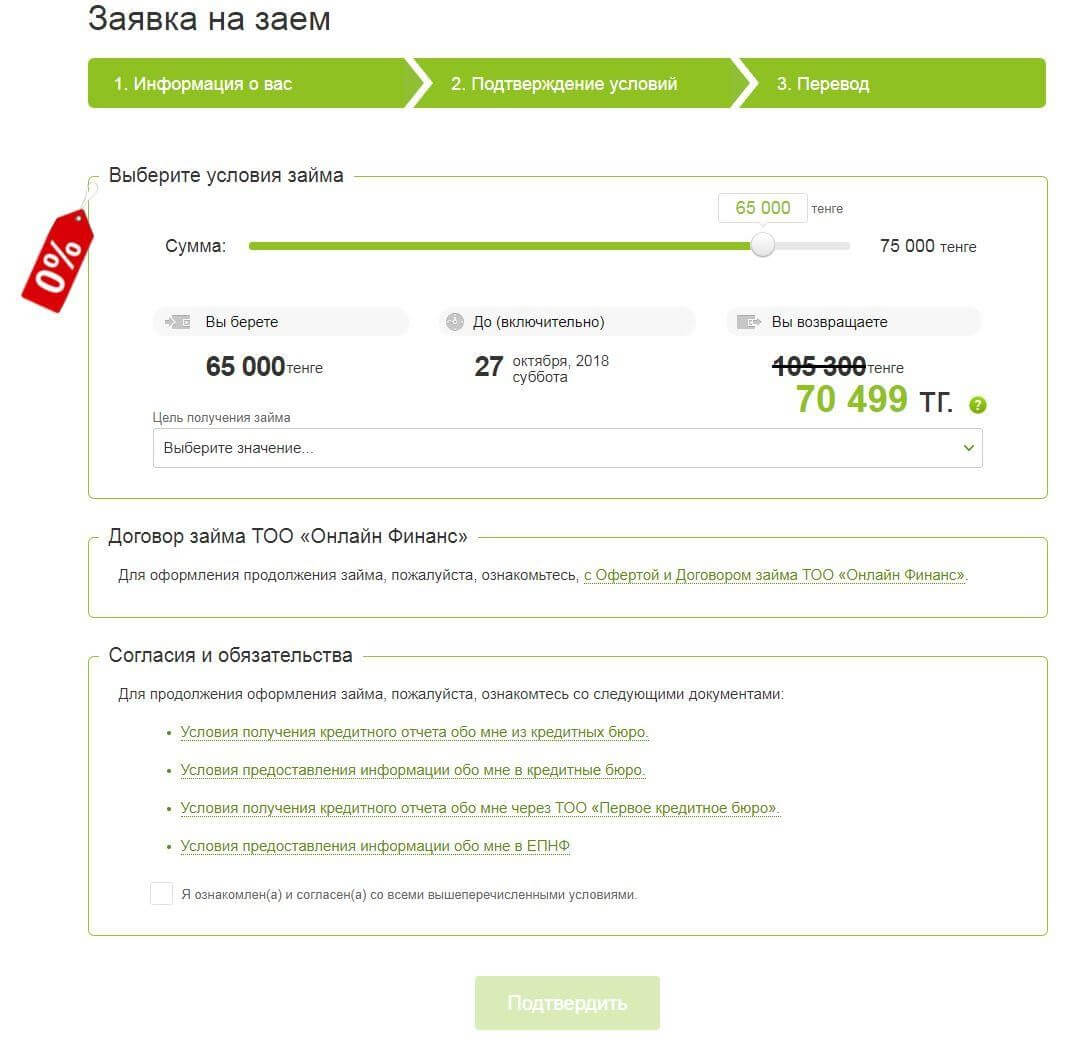 Заявка на заем
1. Информация о вас
2. Подтверждение условий
3. Перевод
Выберите условия займа
0%
65 000 тенге
Сумма:
75 000 тенге
Вы берете
До (включительно)
Вы возвращаете
65 000 тенге
27 октября, 2018
суббота
105 300 тенге
70 499 тг. ?
Цель получения займа
Выберите значение...
Договор займа ТОО «Онлайн Финанс»
Для оформления продолжения займа, пожалуйста, ознакомьтесь, с Офертой и Договором займа ТОО «Онлайн Финанс».
Согласия и обязательства
Для продолжения оформления займа, пожалуйста, ознакомтесь со следующими документами:
• Условия получения кредитного отчета обо мне из кредитных бюро.
• Условия предоставления информации обо мне в кредитные бюро.
• Условия получения кредитного отчета обо мне через ТОО «Первое кредитное бюро».
• Условия предоставления информации обо мне в ЕПНФ
Я ознакомлен(а) и согласен(а) со всеми вышеперечисленными условиями.
Подтвердить